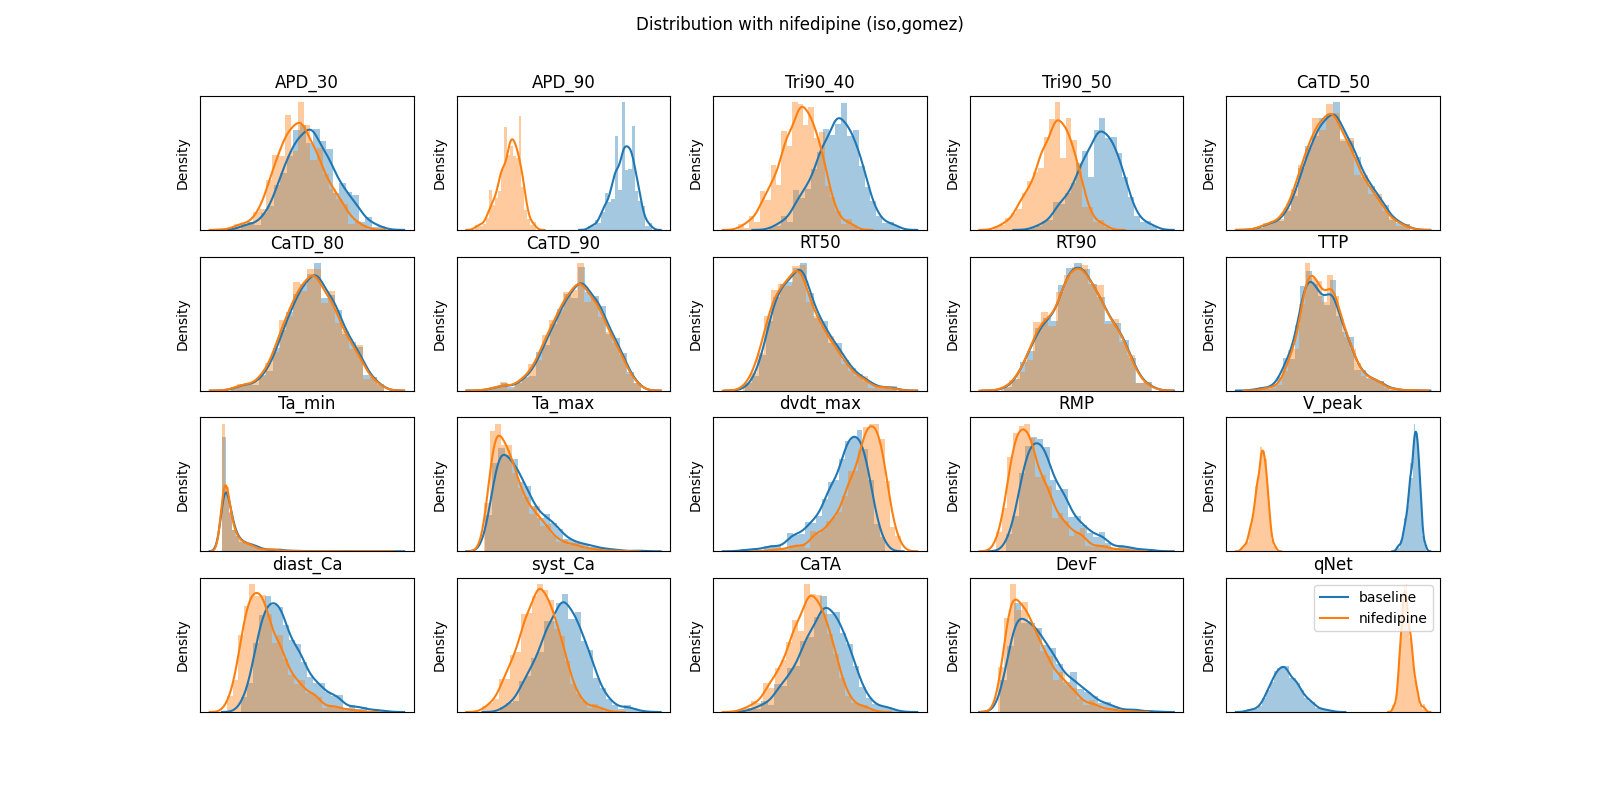 Distribution with nifedipine (iso,gomez)
APD_30
APD_90
Tri90_40
Tri90_50
CaTD_50
Density
Density
Density
Density
Density
CaTD_80
CaTD_90
RT50
RT90
TTP
Density
Density
Density
Density
Density
Ta_min
Ta_max
dvdt_max
RMP
V_peak
Density
Density
Density
Density
Density
diast_Ca
syst_Ca
CaTA
DevF
qNet
Density
Density
Density
Density
Density
baseline
nifedipine